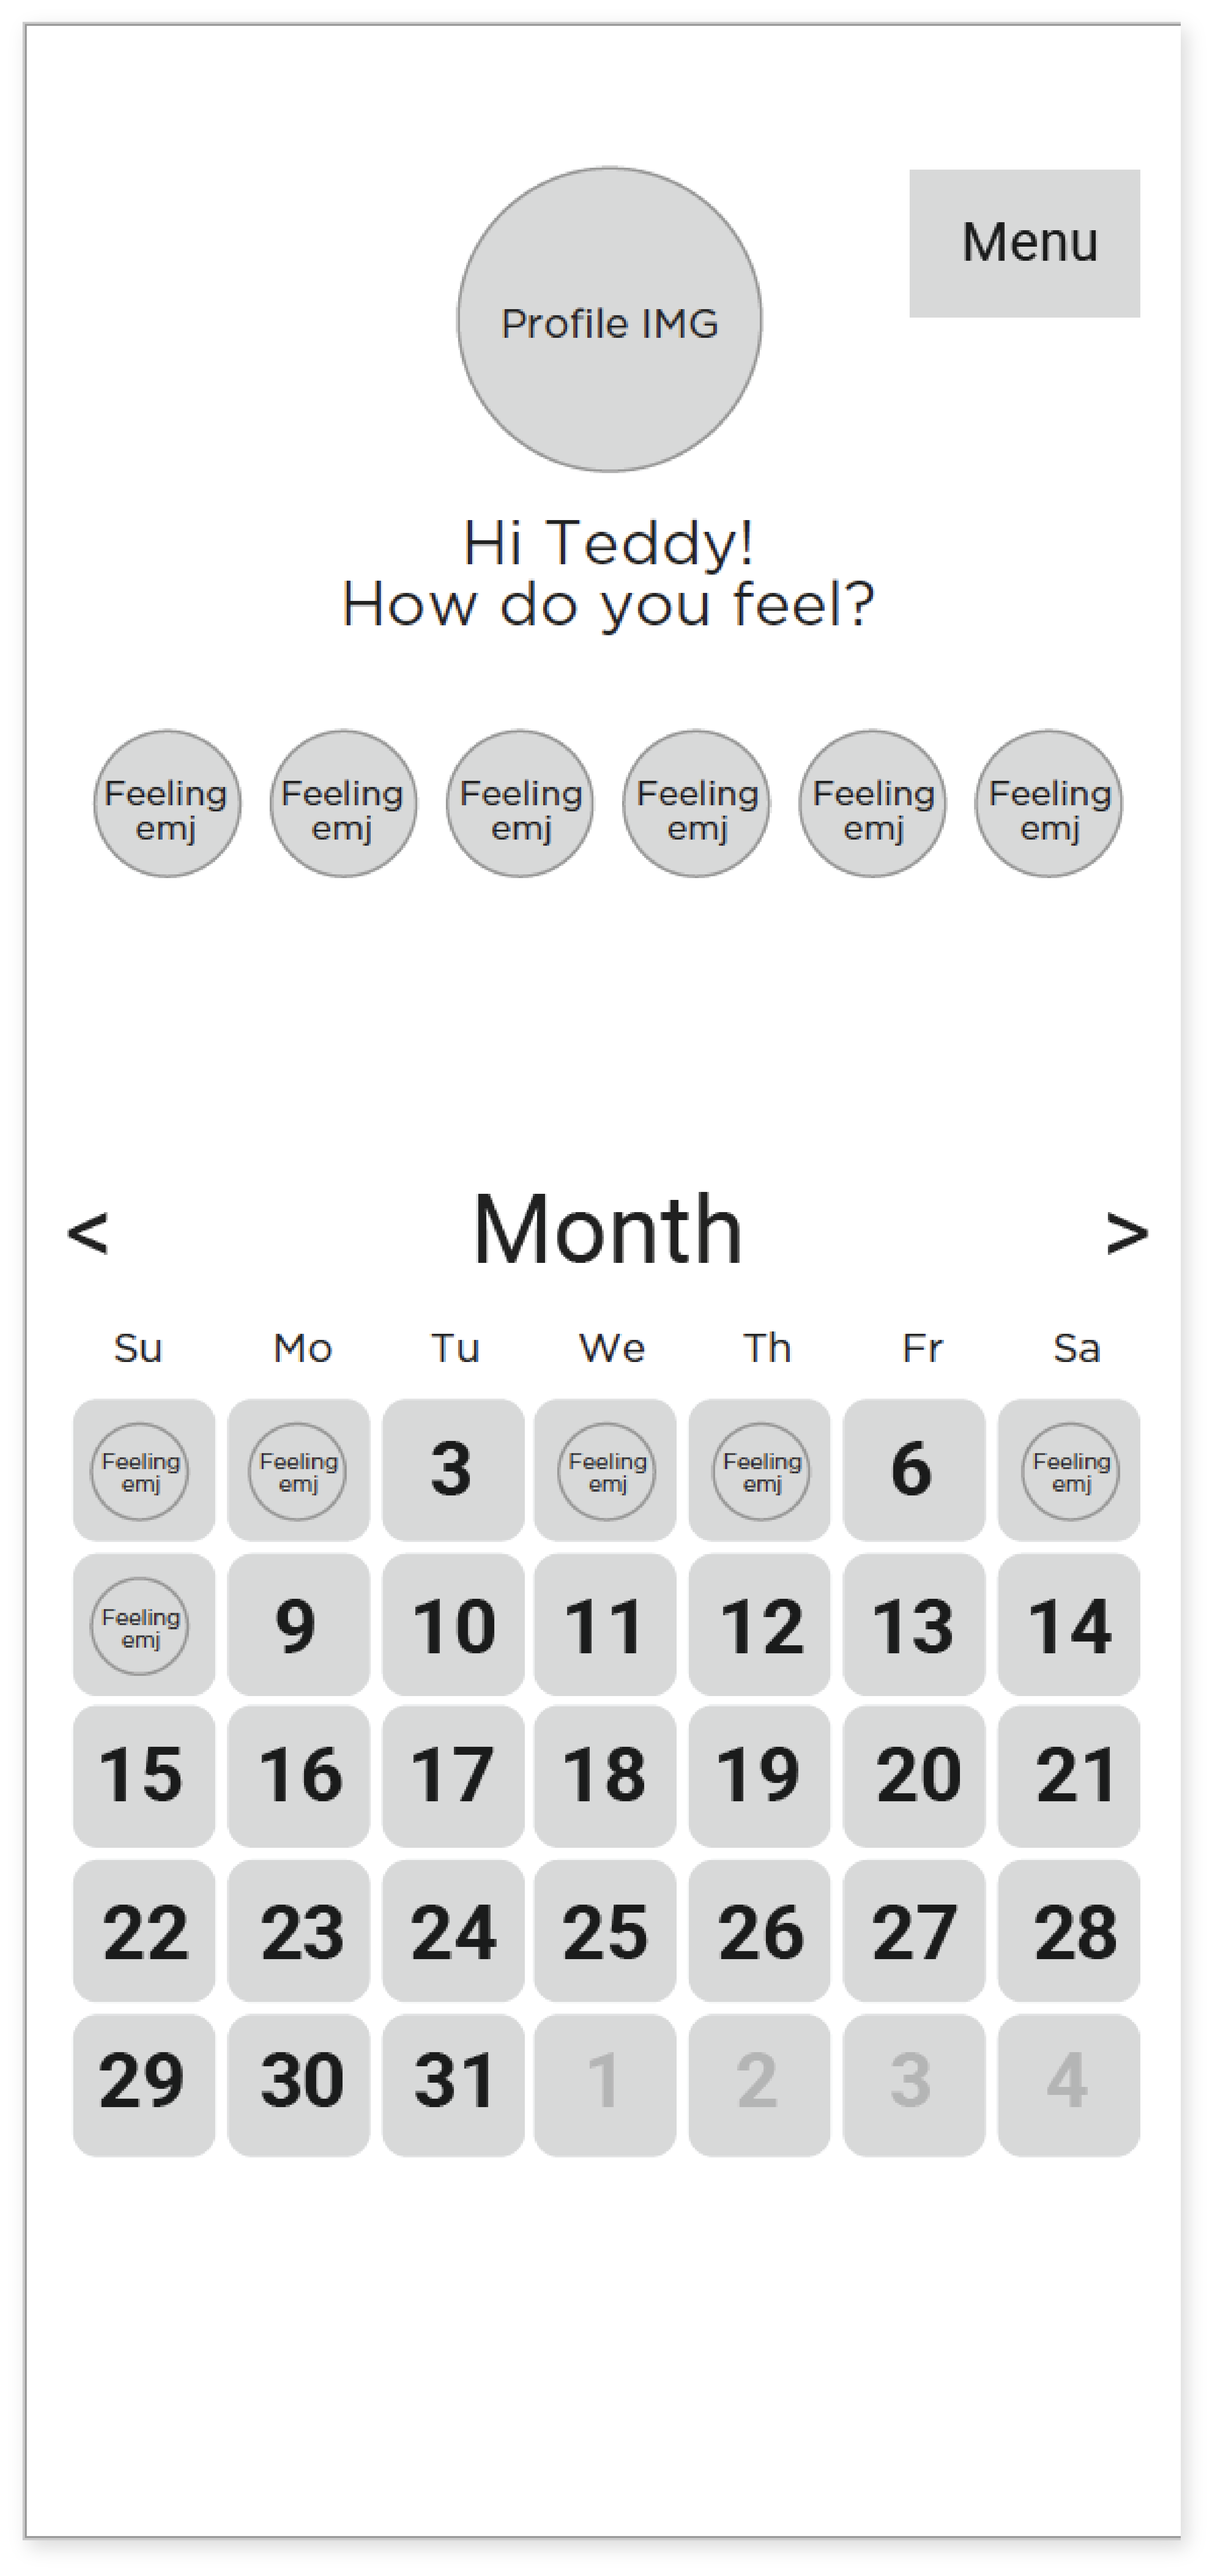 Menu
Profile IMG
Hi Teddy!
How do you feel?
Feeling emj Feeling emj Feeling emj Feeling emj Feeling emj Feeling emj
< Month >
Su Mo Tu We Th Fr Sa
Feeling emj Feeling emj 3 Feeling emj Feeling emj 6 Feeling emj
Feeling emj 9 10 11 12 13 14
15 16 17 18 19 20 21
22 23 24 25 26 27 28
29 30 31 1 2 3 4